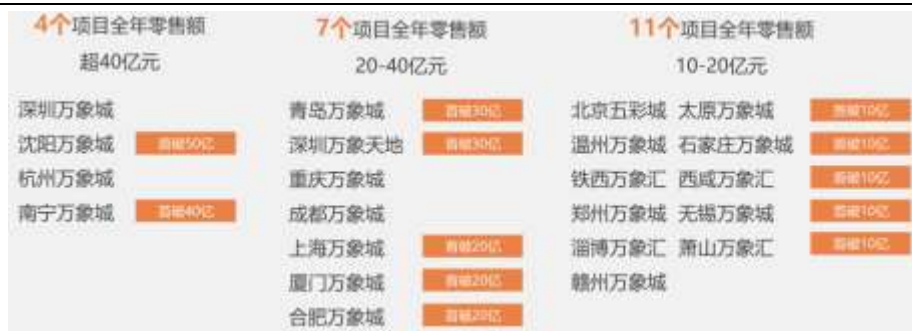 4个项目全年零售额
超40亿元
深圳万象城
沈阳万象城 首破50亿
杭州万象城
南宁万象城 首破40亿
7个项目全年零售额
20-40亿元
青岛万象城 首破30亿
深圳万象天地 首破30亿
重庆万象城
成都万象城
上海万象城 首破20亿
厦门万象城 首破20亿
合肥万象城 首破20亿
11个项目全年零售额
10-20亿元
北京五彩城 太原万象城 首破10亿
温州万象城 石家庄万象城 首破10亿
铁西万象汇 西咸万象汇 首破10亿
郑州万象城 无锡万象城 首破10亿
淄博万象汇 萧山万象汇 首破10亿
赣州万象城